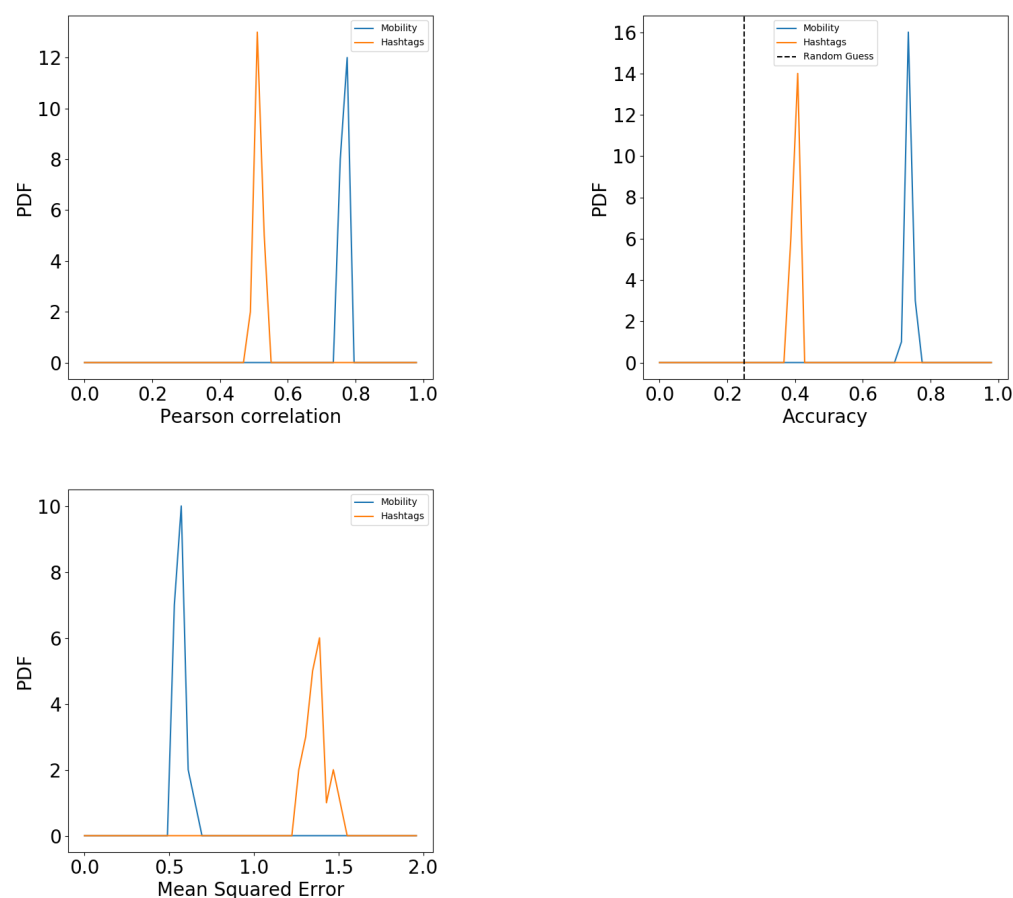 Mobility
Hashtags
12
10
8
6
4
2
0
PDF
0.0 0.2 0.4 0.6 0.8 1.0
Pearson correlation
Mobility
Hashtags
Random Guess
16
14
12
10
8
6
4
2
0
PDF
0.0 0.2 0.4 0.6 0.8 1.0
Accuracy
Mobility
Hashtags
10
8
6
4
2
0
PDF
0.0 0.5 1.0 1.5 2.0
Mean Squared Error